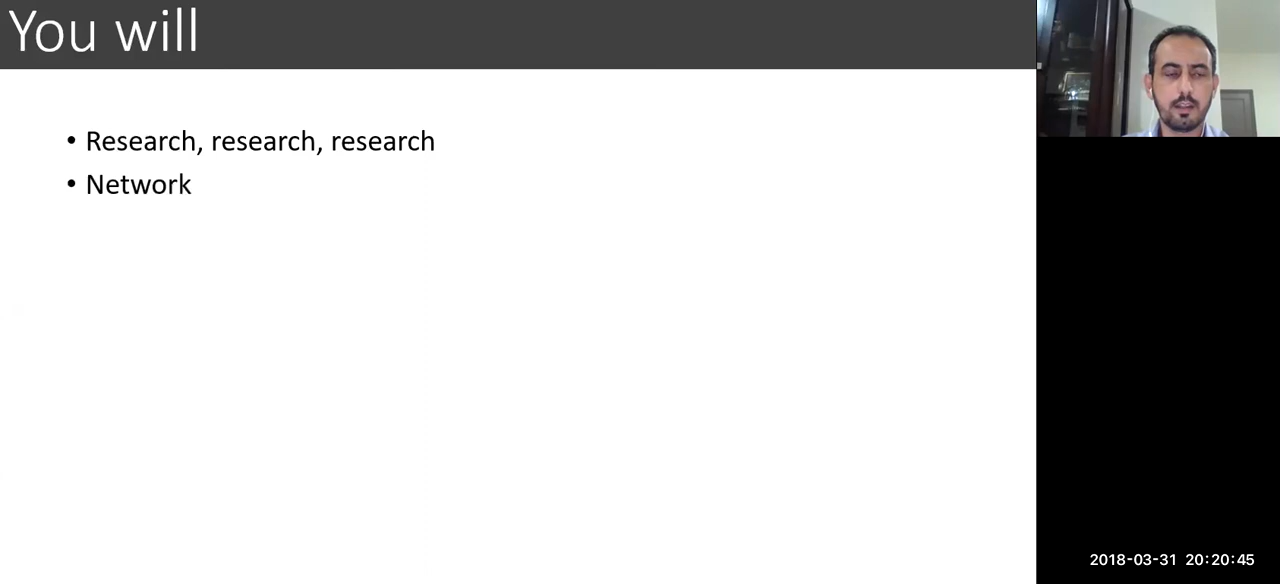 You will
• Research, research, research
• Network
2018-03-31 20:20:45